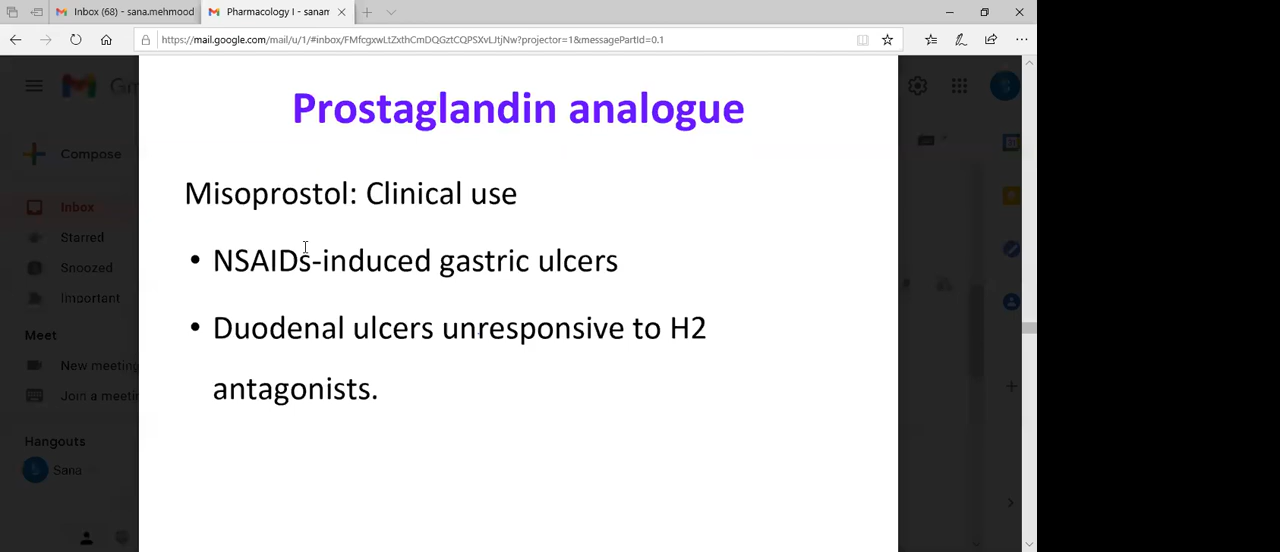 Inbox (68) - sana.mehmood
Pharmacology I - sanam
https://mail.google.com/mail/u/1/#inbox/FMfcgxwLtZxthCmDQGztCQPSXvLJtjNw?projector=1&messagePartId=0.1
Gm
Compose
Inbox
Starred
Snoozed
Important
Meet
New meeting
Join a meeti
Hangouts
Sana
Prostaglandin analogue
Misoprostol: Clinical use
• NSAIDs-induced gastric ulcers
• Duodenal ulcers unresponsive to H2
antagonists.